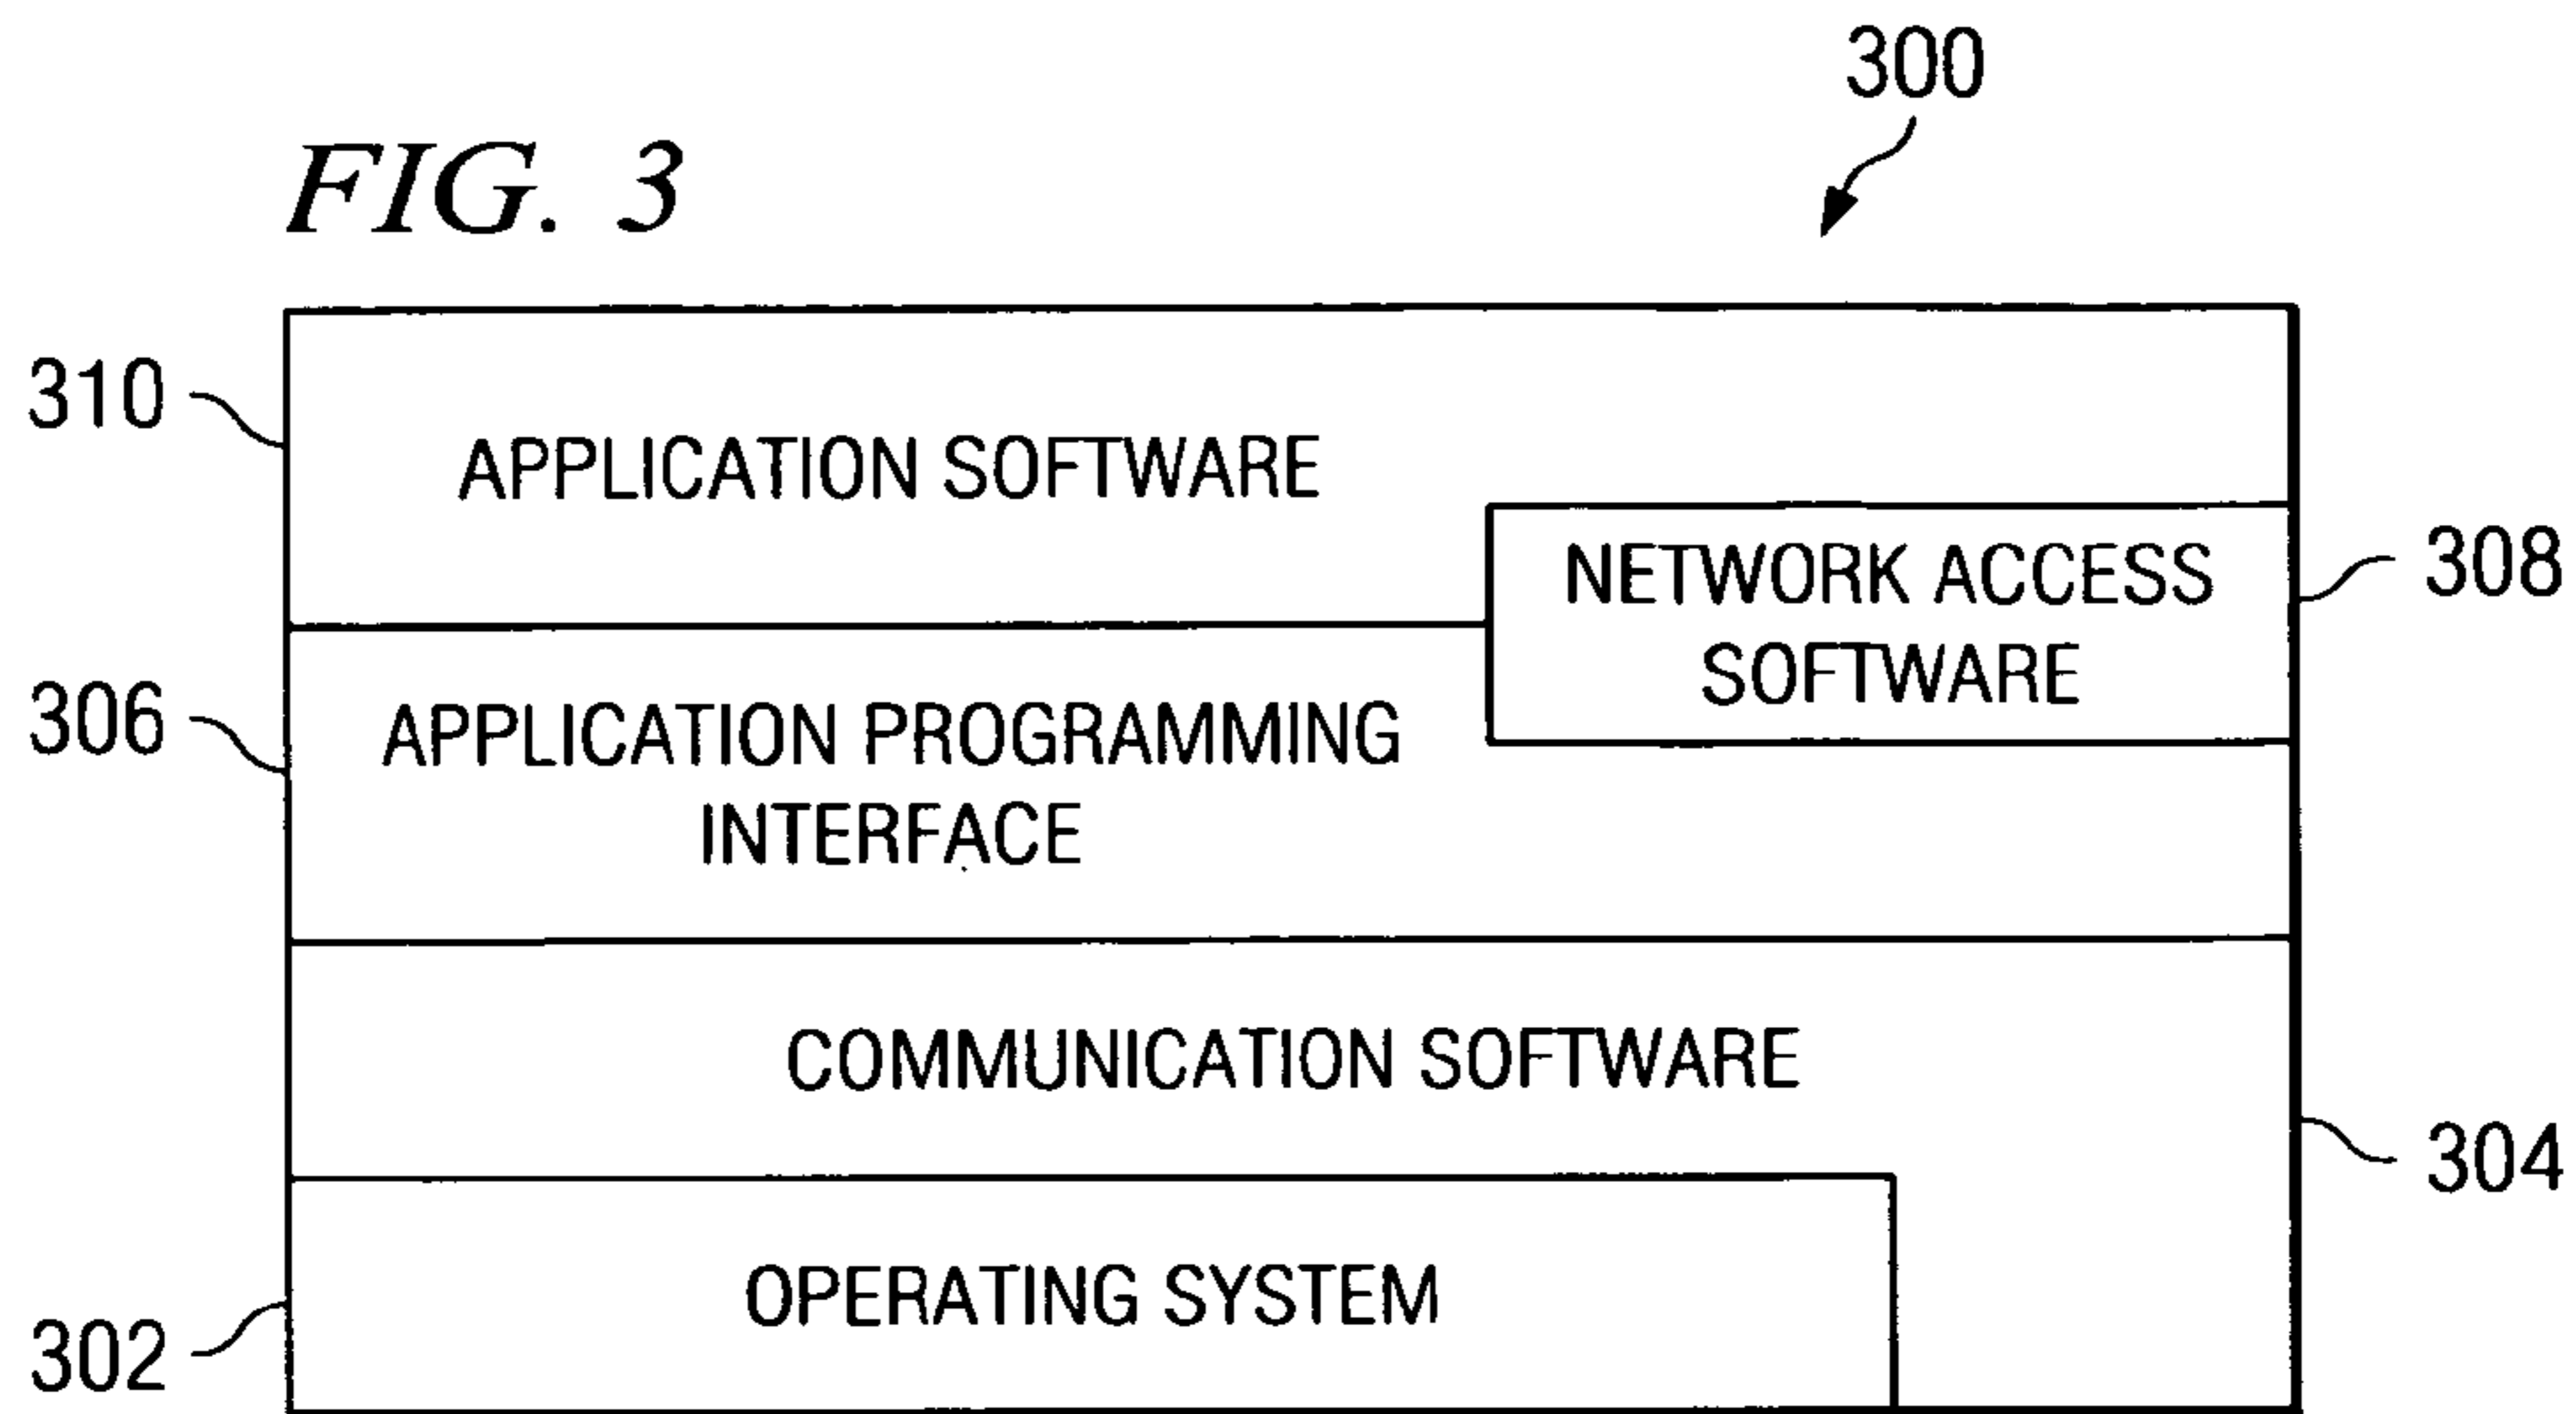 300
FIG. 3
310
APPLICATION SOFTWARE
NETWORK ACCESS
SOFTWARE
308
306
APPLICATION PROGRAMMING
INTERFACE
COMMUNICATION SOFTWARE
304
OPERATING SYSTEM
302